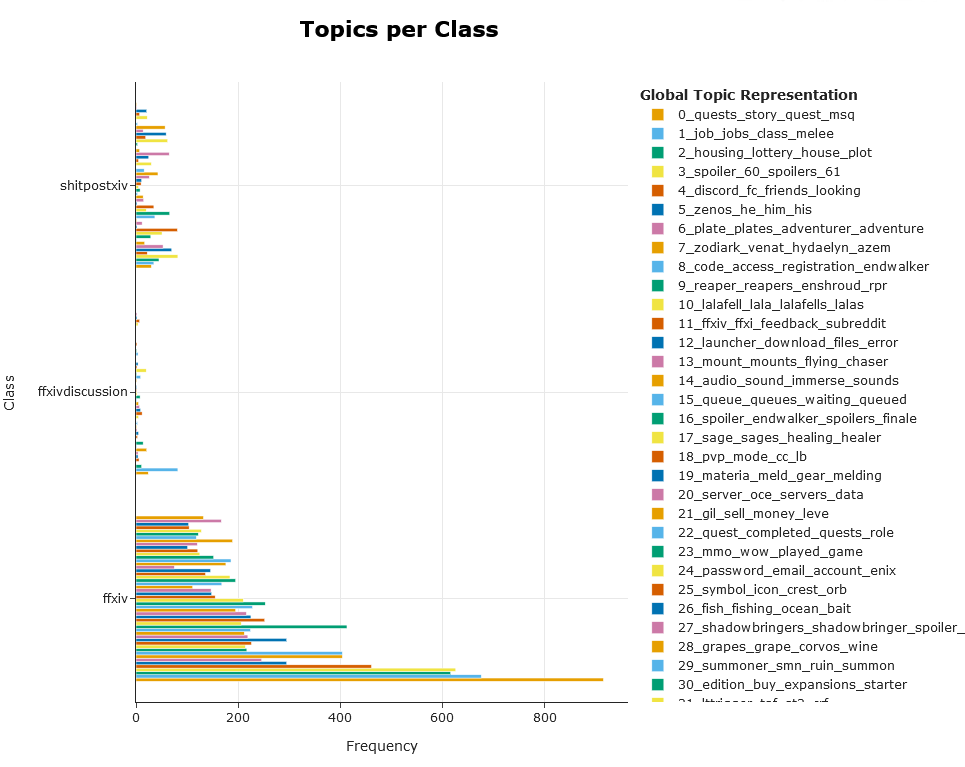 Topics per Class
Class
shitpostxiv
ffxivdiscussion
ffxiv
0
200
400
600
800
Frequency
Global Topic Representation
0_quests_story_quest_msq
1_job_jobs_class_melee
2_housing_lottery_house_plot
3_spoiler_60_spoilers_61
4_discord_fc_friends_looking
5_zenos_he_him_his
6_plate_plates_adventurer_adventure
7_zodiark_venat_hydaelyn_azem
8_code_access_registration_endwalker
9_reaper_reapers_enshroud_rpr
10_lalafell_lala_lalafells_lalas
11_ffxiv_ffxi_feedback_subreddit
12_launcher_download_files_error
13_mount_mounts_flying_chaser
14_audio_sound_immerse_sounds
15_queue_queues_waiting_queued
16_spoiler_endwalker_spoilers_finale
17_sage_sages_healing_healer
18_pvp_mode_cc_lb
19_materia_meld_gear_melding
20_server_oce_servers_data
21_gil_sell_money_leve
22_quest_completed_quests_role
23_mmo_wow_played_game
24_password_email_account_enix
25_symbol_icon_crest_orb
26_fish_fishing_ocean_bait
27_shadowbringers_shadowbringer_spoiler_
28_grapes_grape_corvos_wine
29_summoner_smn_ruin_summon
30_edition_buy_expansions_starter